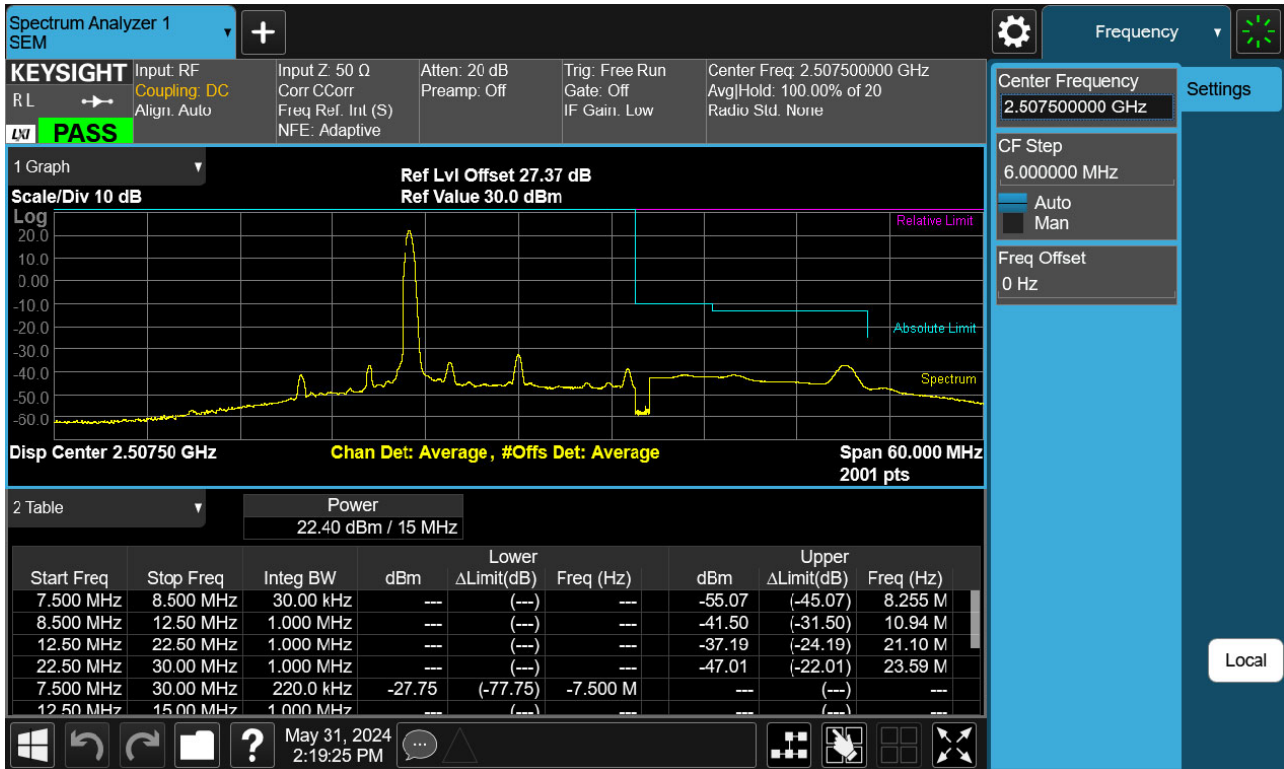 Spectrum Analyzer 1
SEM
Frequency
KEYSIGHT
R L
LXI
PASS
Input: RF
Coupling: DC
Align: Auto
Input Z: 50 Ω
Corr CCorr
Freq Ref: Int (S)
NFE: Adaptive
Atten: 20 dB
Preamp: Off
Trig: Free Run
Gate: Off
IF Gain: Low
Center Freq: 2.507500000 GHz
Avg|Hold: 100.00% of 20
Radio Std: None
Center Frequency
2.507500000 GHz
Settings
CF Step
6.000000 MHz
Auto
Man
Freq Offset
0 Hz
Local
1 Graph
Scale/Div 10 dB
Ref Lvl Offset 27.37 dB
Ref Value 30.0 dBm
Log
20.0
10.0
0.00
-10.0
-20.0
-30.0
-40.0
-50.0
-60.0
Relative Limit
Absolute Limit
Spectrum
Disp Center 2.50750 GHz
Chan Det: Average , #Offs Det: Average
Span 60.000 MHz
2001 pts
2 Table
Power
22.40 dBm / 15 MHz
Lower Upper
Start Freq Stop Freq Integ BW dBm ΔLimit(dB) Freq (Hz) dBm ΔLimit(dB) Freq (Hz)
7.500 MHz 8.500 MHz 30.00 kHz --- (---) --- -55.07 (-45.07) 8.255 M
8.500 MHz 12.50 MHz 1.000 MHz --- (---) --- -41.50 (-31.50) 10.94 M
12.50 MHz 22.50 MHz 1.000 MHz --- (---) --- -37.19 (-24.19) 21.10 M
22.50 MHz 30.00 MHz 1.000 MHz --- (---) --- -47.01 (-22.01) 23.59 M
7.500 MHz 30.00 MHz 220.0 kHz -27.75 (-77.75) -7.500 M --- (---) ---
12.50 MHz 15.00 MHz 1.000 MHz --- (---) --- --- (---) ---
?
May 31, 2024
2:19:25 PM